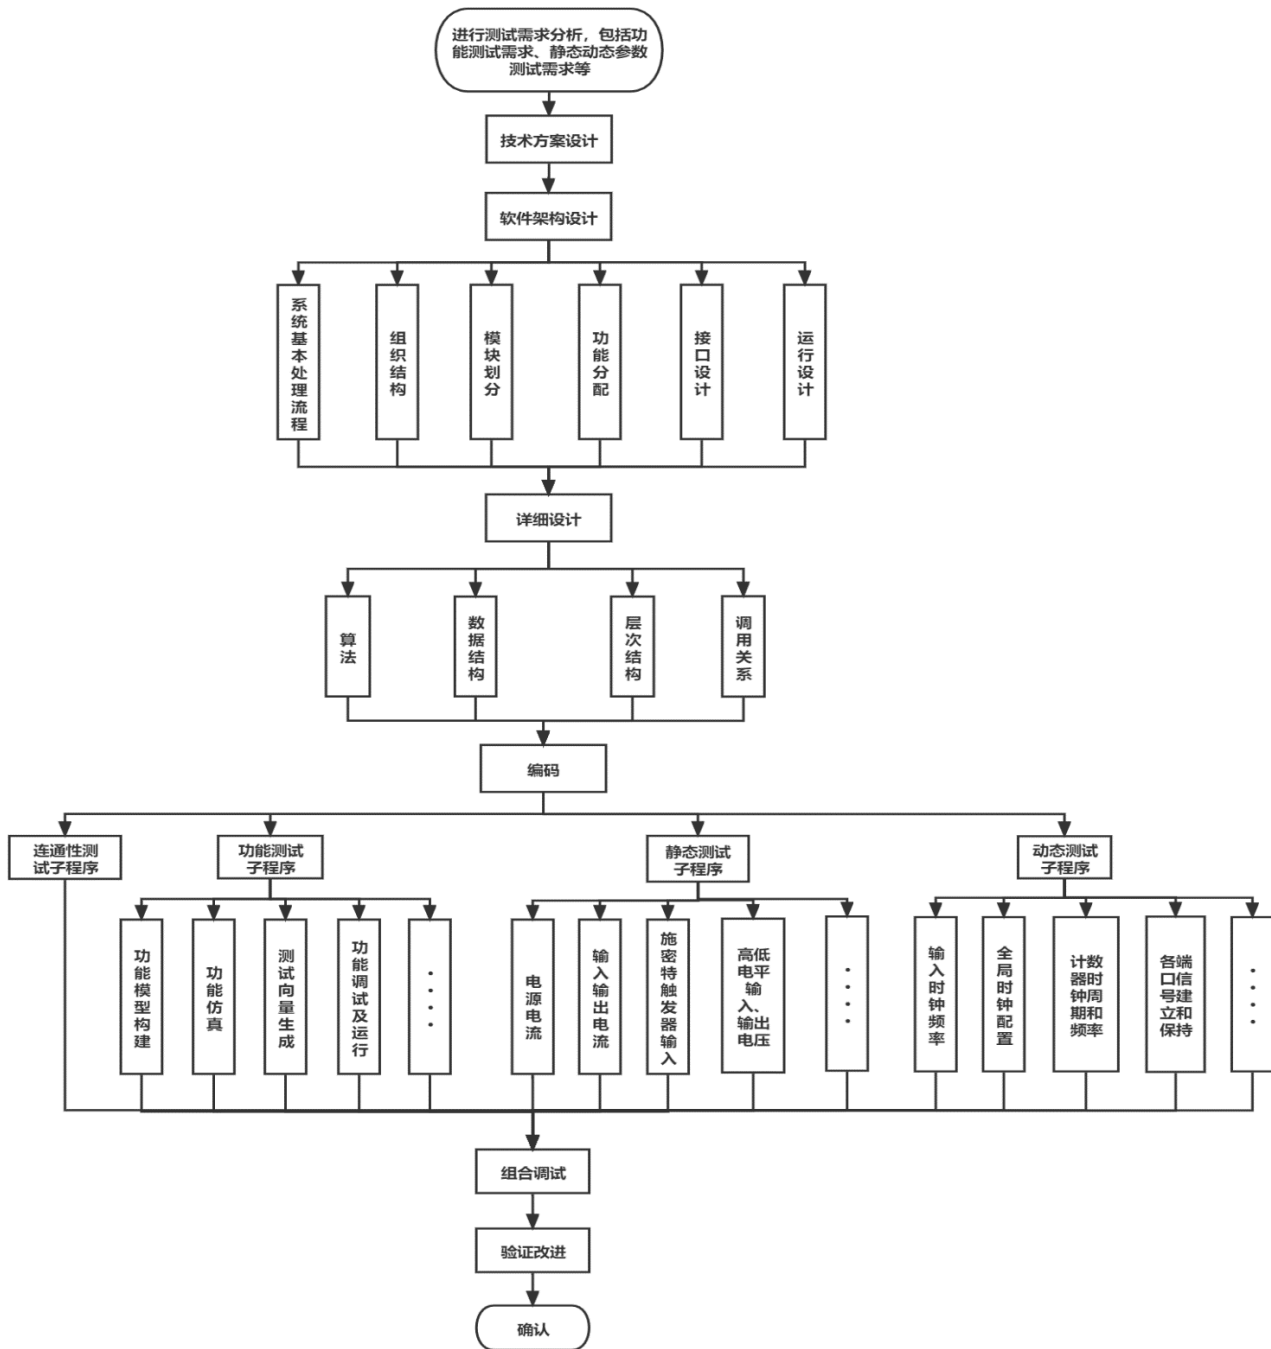 进行测试需求分析，包括功
能测试需求、静态动态参数
测试需求等
技术方案设计
软件架构设计
系统基本处理流程
组织结构
模块划分
功能分配
接口设计
运行设计
详细设计
算法
数据结构
层次结构
调用关系
编码
连通性测
试子程序
功能测试
子程序
静态测试
子程序
动态测试
子程序
功能模型构建
功能仿真
测试向量生成
功能调试及运行
....
电源电流
输入输出电流
施密特触发器输入
高低
电平
输
入、
输出
电压
....
输入时钟频率
全局时钟配置
计数
器时
钟周
期和
频率
各端
口信
号建
立和
保持
....
组合调试
验证改进
确认